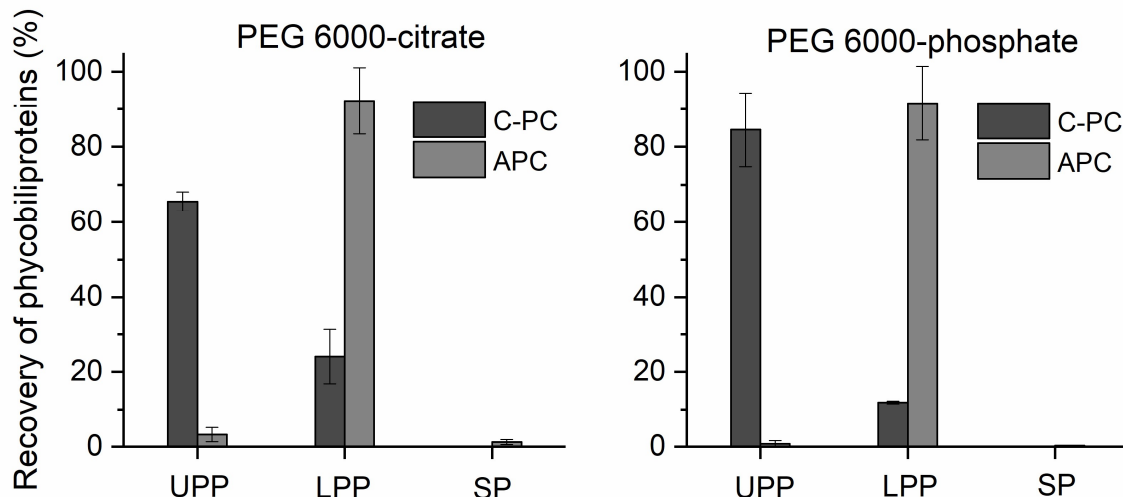 Recovery of phycobiliproteins (%)
PEG 6000-citrate
100
80
60
40
20
0
C-PC
APC
UPP
LPP
SP
PEG 6000-phosphate
100
80
60
40
20
0
C-PC
APC
UPP
LPP
SP